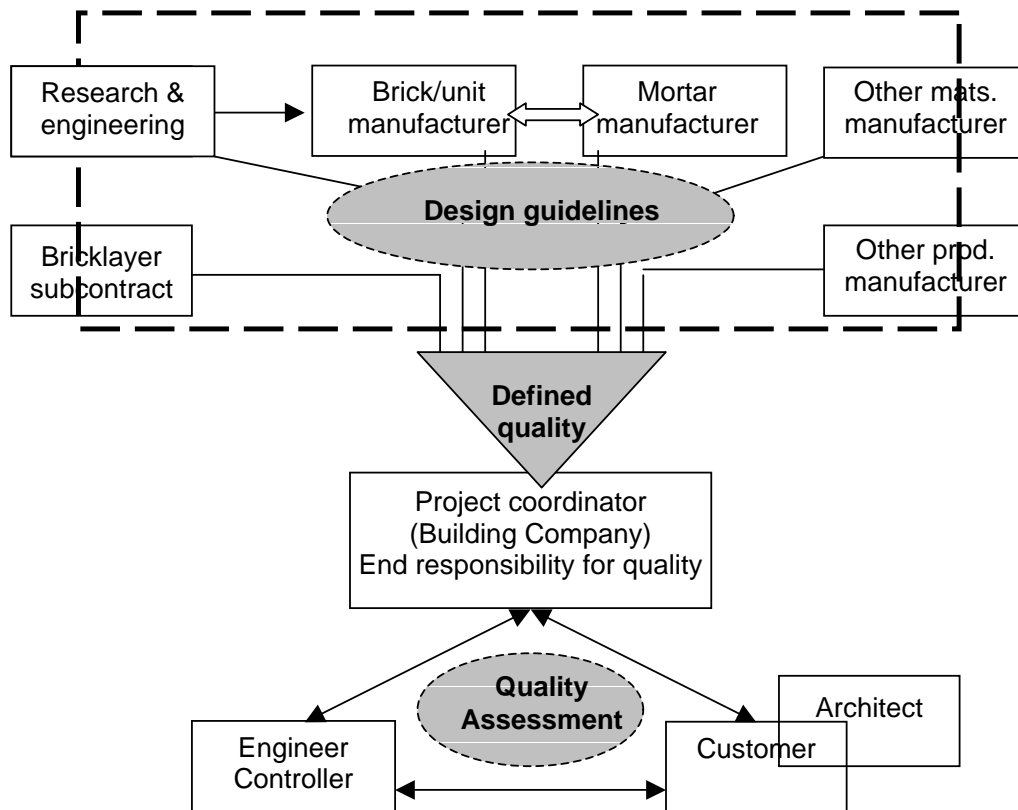 Research &
engineering
Brick/unit
manufacturer
Mortar
manufacturer
Other mats.
manufacturer
Design guidelines
Bricklayer
subcontract
Other prod.
manufacturer
Defined
quality
Project coordinator
(Building Company)
End responsibility for quality
Quality
Assessment
Architect
Engineer
Controller
Customer